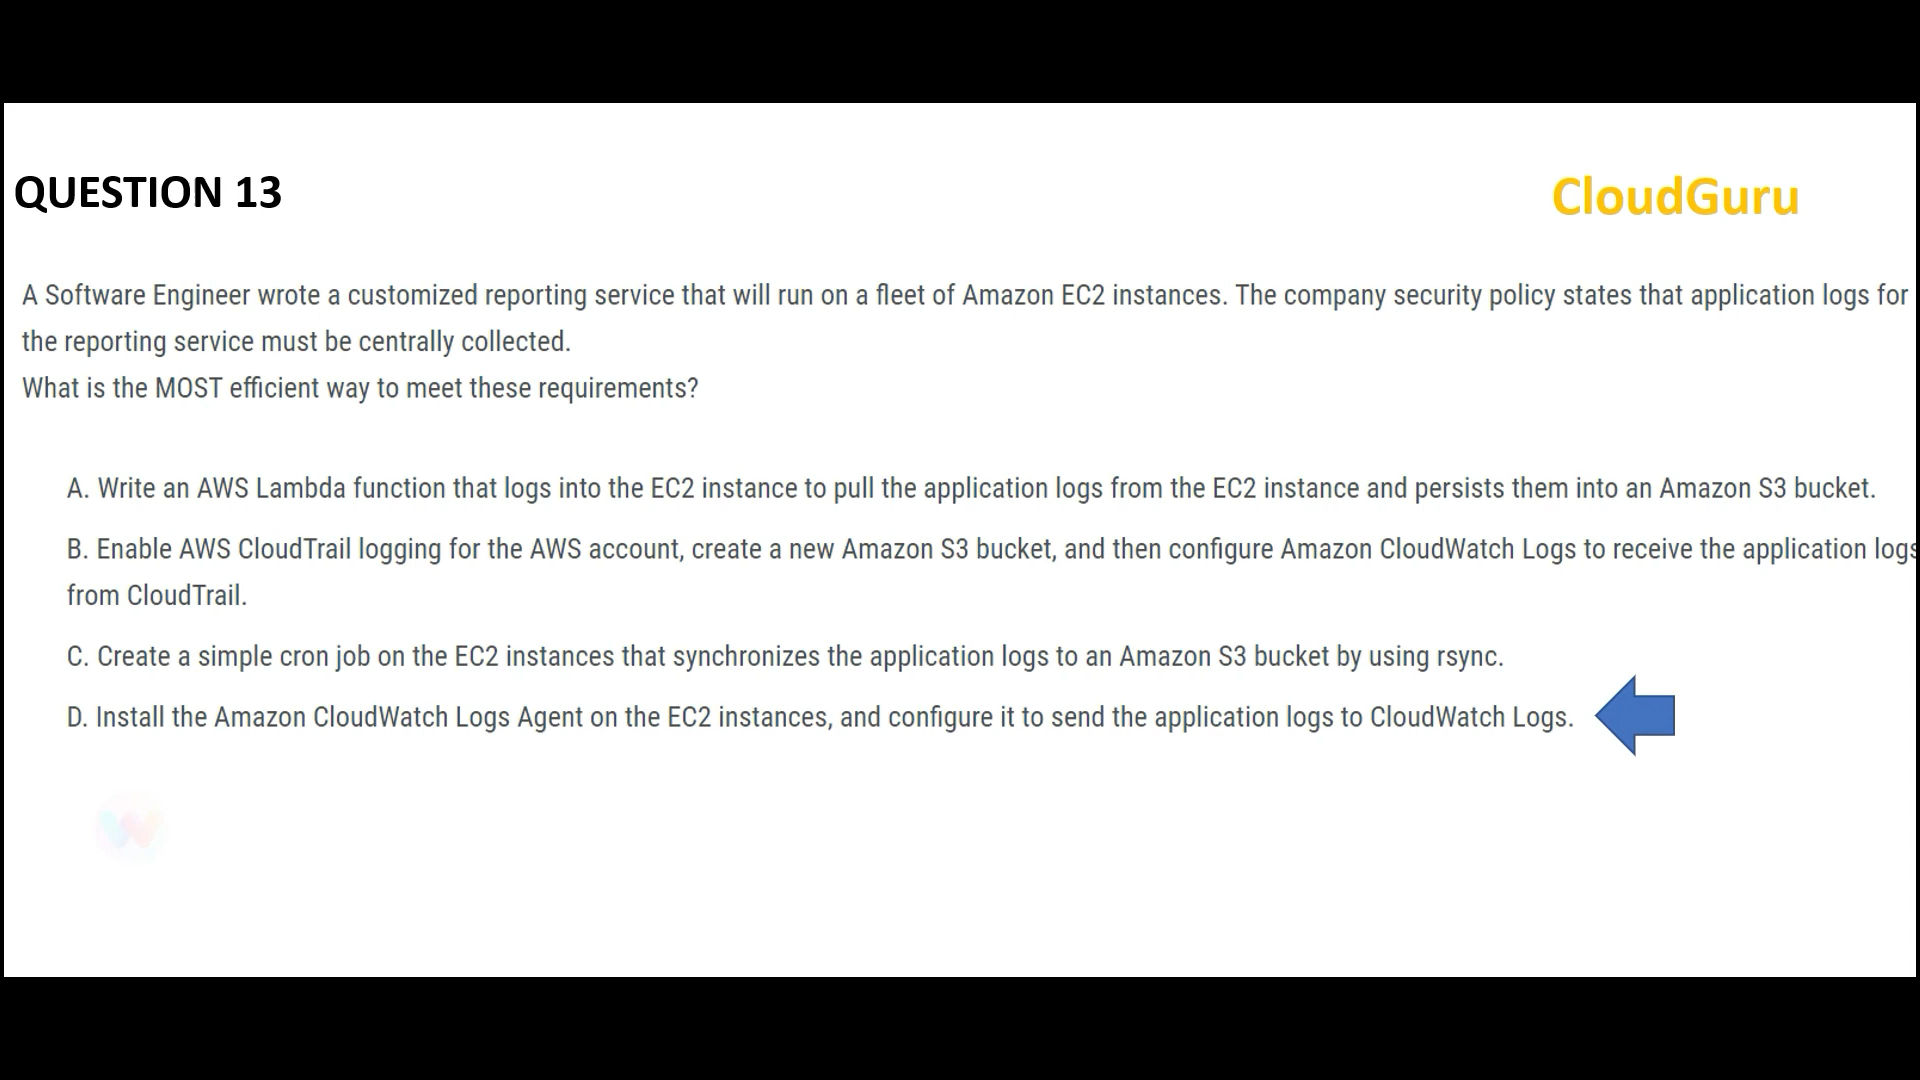 QUESTION 13
CloudGuru
A Software Engineer wrote a customized reporting service that will run on a fleet of Amazon EC2 instances. The company security policy states that application logs for
the reporting service must be centrally collected.
What is the MOST efficient way to meet these requirements?
A. Write an AWS Lambda function that logs into the EC2 instance to pull the application logs from the EC2 instance and persists them into an Amazon S3 bucket.
B. Enable AWS CloudTrail logging for the AWS account, create a new Amazon S3 bucket, and then configure Amazon CloudWatch Logs to receive the application logs
from CloudTrail.
C. Create a simple cron job on the EC2 instances that synchronizes the application logs to an Amazon S3 bucket by using rsync.
D. Install the Amazon CloudWatch Logs Agent on the EC2 instances, and configure it to send the application logs to CloudWatch Logs.
W